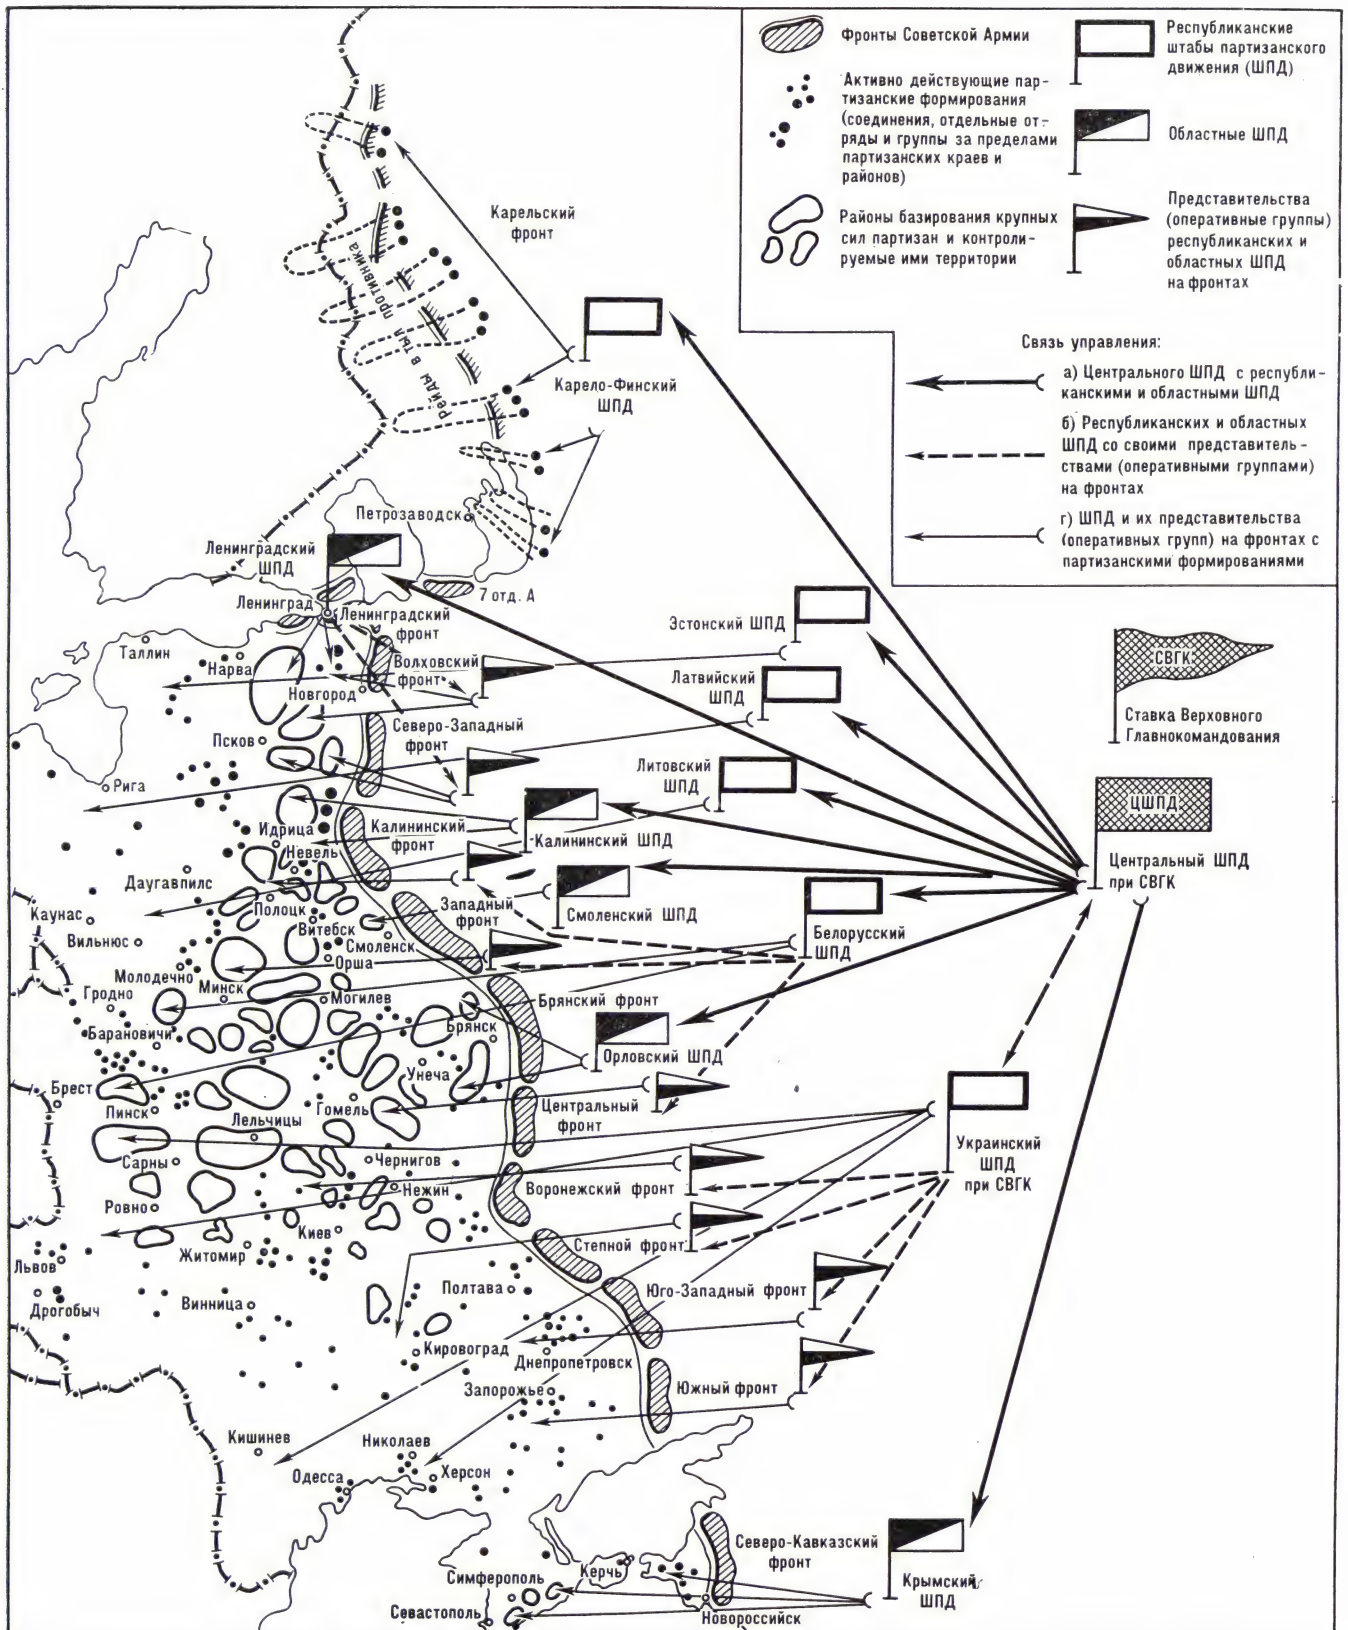 Фронты Советской Армии
Активно действующие пар-
тизанские формирования
(соединения, отдельные от-
ряды и группы за пределами
партизанских краев и
районов)
Районы базирования крупных
сил партизан и контроли-
руемые ими территории
Республиканские
штабы партизанского
движения (ШПД)
Областные ШПД
Представительства
(оперативные группы)
республиканских и
областных ШПД
на фронтах
Связь управления:
а) Центрального ШПД с республи-
канскими и областными ШПД
б) Республиканских и областных
ШПД со своими представитель-
ствами (оперативными группами)
на фронтах
г) ШПД и их представительства
(оперативных групп) на фронтах с
партизанскими формированиями
Карельский
фронт
Рейды в тыл противника
Карело-Финский
ШПД
Петрозаводск
Ленинградский
ШПД
7 отд. А
Ленинград
Ленинградский
фронт
Эстонский ШПД
Таллин
Нарва
Волховский
фронт
Новгород
Латвийский
ШПД
СВГК
Ставка Верховного
Главнокомандования
Псков
Северо-Западный
фронт
Рига
Литовский
ШПД
ЦШПД
Центральный ШПД
при СВГК
Идрица
Калининский
фронт
Калининский ШПД
Невель
Даугавпилс
Полоцк
Западный
фронт
Смоленский ШПД
Каунас
Витебск
Вильнюс
Смоленск
Белорусский
ШПД
Орша
Молодечно
Минск
Гродно
Могилев
Брянский фронт
Барановичи
Брянск
Орловский ШПД
Унеча
Брест
Пинск
Гомель
Центральный
фронт
Лельчицы
Украинский
ШПД
при СВГК
Сарны
Чернигов
Нежин
Воронежский фронт
Ровно
Киев
Житомир
Степной фронт
Львов
Полтава
Юго-Западный фронт
Дрогобыч
Винница
Кировоград
Днепропетровск
Запорожье
Южный фронт
Кишинев
Николаев
Одесса
Херсон
Северо-Кавказский
фронт
Керчь
Симферополь
Крымский
ШПД
Севастополь
Новороссийск